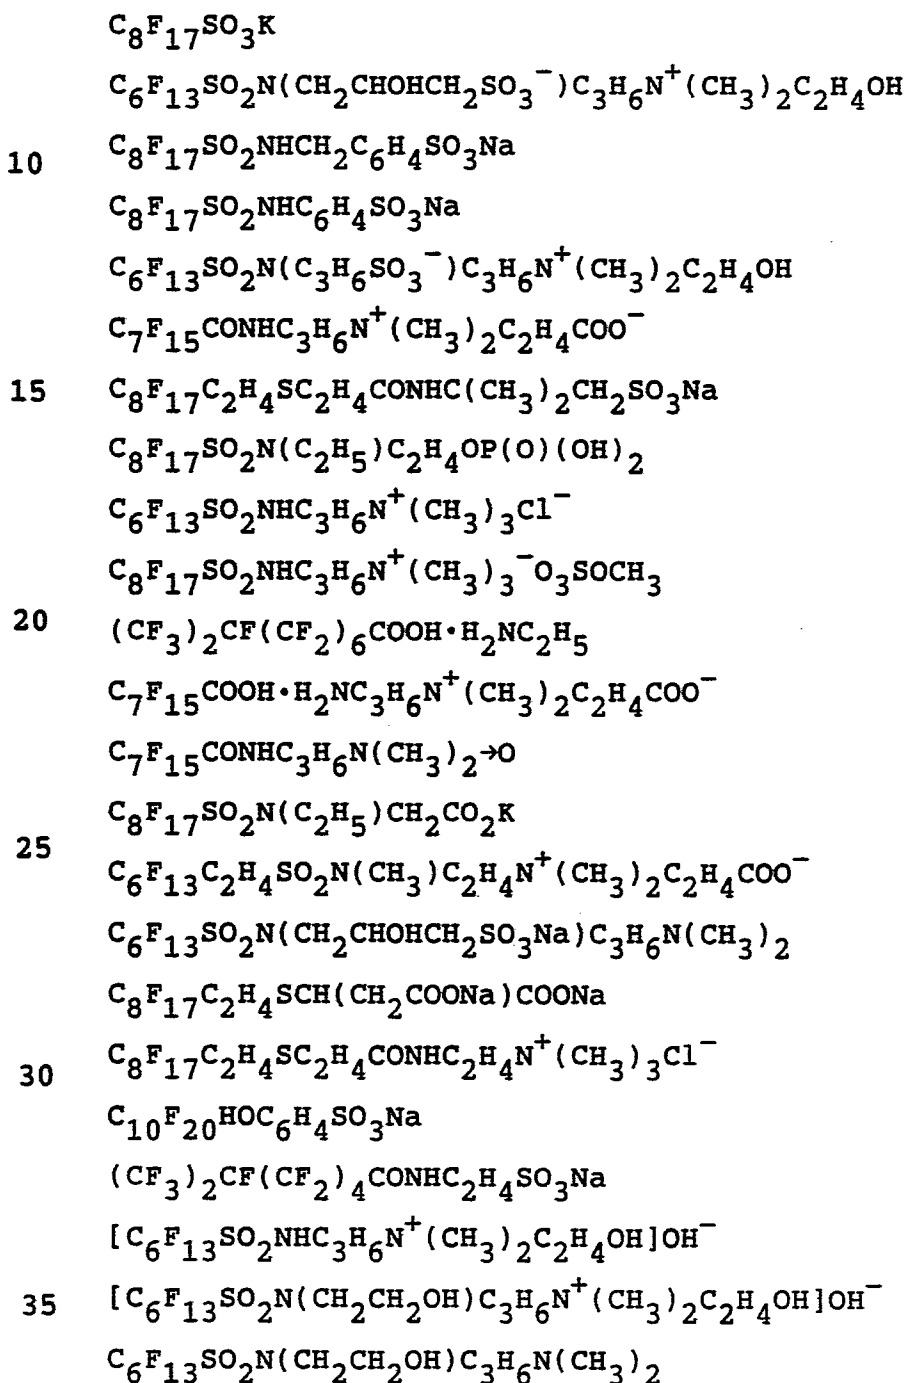 C₈F₁₇SO₃K
C₆F₁₃SO₂N(CH₂CHOHCH₂SO₃⁻)C₃H₆N⁺(CH₃)₂C₂H₄OH
10 C₈F₁₇SO₂NHCH₂C₆H₄SO₃Na
C₈F₁₇SO₂NHC₆H₄SO₃Na
C₆F₁₃SO₂N(C₃H₆SO₃⁻)C₃H₆N⁺(CH₃)₂C₂H₄OH
C₇F₁₅CONHC₃H₆N⁺(CH₃)₂C₂H₄COO⁻
15 C₈F₁₇C₂H₄SC₂H₄CONHC(CH₃)₂CH₂SO₃Na
C₈F₁₇SO₂N(C₂H₅)C₂H₄OP(O)(OH)₂
C₆F₁₃SO₂NHC₃H₆N⁺(CH₃)₃Cl⁻
C₈F₁₇SO₂NHC₃H₆N⁺(CH₃)₃⁻O₃SOCH₃
20 (CF₃)₂CF(CF₂)₆COOH·H₂NC₂H₅
C₇F₁₅COOH·H₂NC₃H₆N⁺(CH₃)₂C₂H₄COO⁻
C₇F₁₅CONHC₃H₆N(CH₃)₂→O
C₈F₁₇SO₂N(C₂H₅)CH₂CO₂K
25 C₆F₁₃C₂H₄SO₂N(CH₃)C₂H₄N⁺(CH₃)₂C₂H₄COO⁻
C₆F₁₃SO₂N(CH₂CHOHCH₂SO₃Na)C₃H₆N(CH₃)₂
C₈F₁₇C₂H₄SCH(CH₂COONa)COONa
30 C₈F₁₇C₂H₄SC₂H₄CONHC₂H₄N⁺(CH₃)₃Cl⁻
C₁₀F₂₀HOC₆H₄SO₃Na
(CF₃)₂CF(CF₂)₄CONHC₂H₄SO₃Na
[C₆F₁₃SO₂NHC₃H₆N⁺(CH₃)₂C₂H₄OH]OH⁻
35 [C₆F₁₃SO₂N(CH₂CH₂OH)C₃H₆N⁺(CH₃)₂C₂H₄OH]OH⁻
C₆F₁₃SO₂N(CH₂CH₂OH)C₃H₆N(CH₃)₂